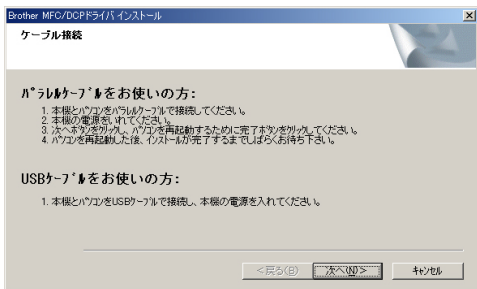 Brother MFC/DCPドライバ インストール
ケーブル接続
ﾊﾟﾗﾚﾙｹｰﾌﾞﾙをお使いの方:
1. 本機とﾊﾟｿｺﾝをﾊﾟﾗﾚﾙｹｰﾌﾞﾙで接続してください。
2. 本機の電源をいれてください。
3. 次へﾎﾞﾀﾝをｸﾘｯｸし、ﾊﾟｿｺﾝを再起動するために完了ﾎﾞﾀﾝをｸﾘｯｸしてください。
4. ﾊﾟｿｺﾝを再起動した後、ｲﾝｽﾄｰﾙが完了するまでしばらくお待ち下さい。
USBｹｰﾌﾞﾙをお使いの方:
1. 本機とﾊﾟｿｺﾝをUSBｹｰﾌﾞﾙで接続し、本機の電源を入れてください。
<戻る(B) 次へ(N)> ｷｬﾝｾﾙ